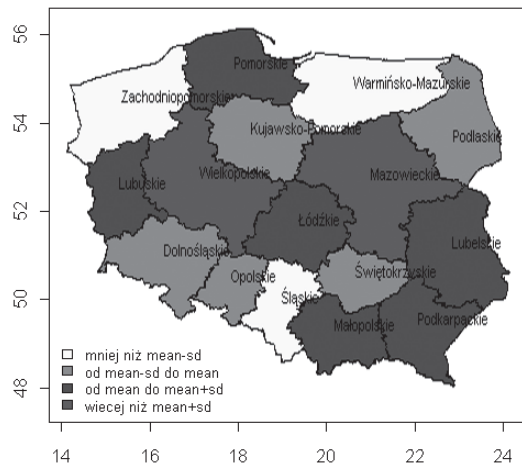 56
54
52
50
48
Pomorskie
Warmińsko-Mazurskie
Zachodniopomorskie
Kujawsko-Pomorskie
Podlaskie
Lubuskie
Wielkopolskie
Mazowieckie
Łódźkie
Lubelskie
Dolnośląskie
Opolskie
Śląskie
Świętokrzyskie
Małopolskie
Podkarpackie
mniej niż mean-sd
od mean-sd do mean
od mean do mean+sd
wiecej niż mean+sd
14 16 18 20 22 24